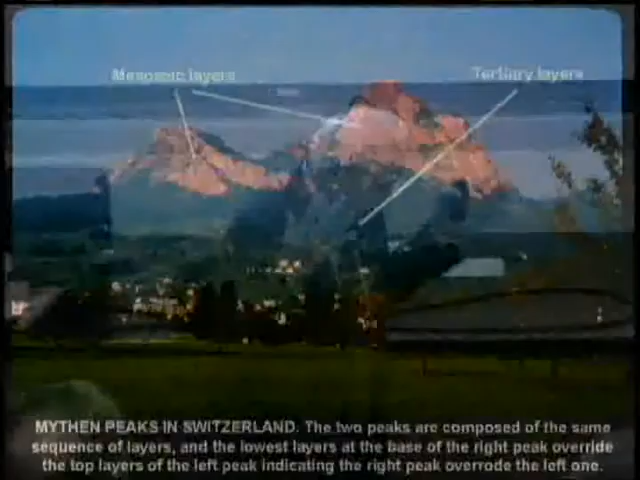 Mesozoic layers
Tertiary layers
MYTHEN PEAKS IN SWITZERLAND. The two peaks are composed of the same
sequence of layers, and the lowest layers at the base of the right peak override
the top layers of the left peak indicating the right peak overrode the left one.